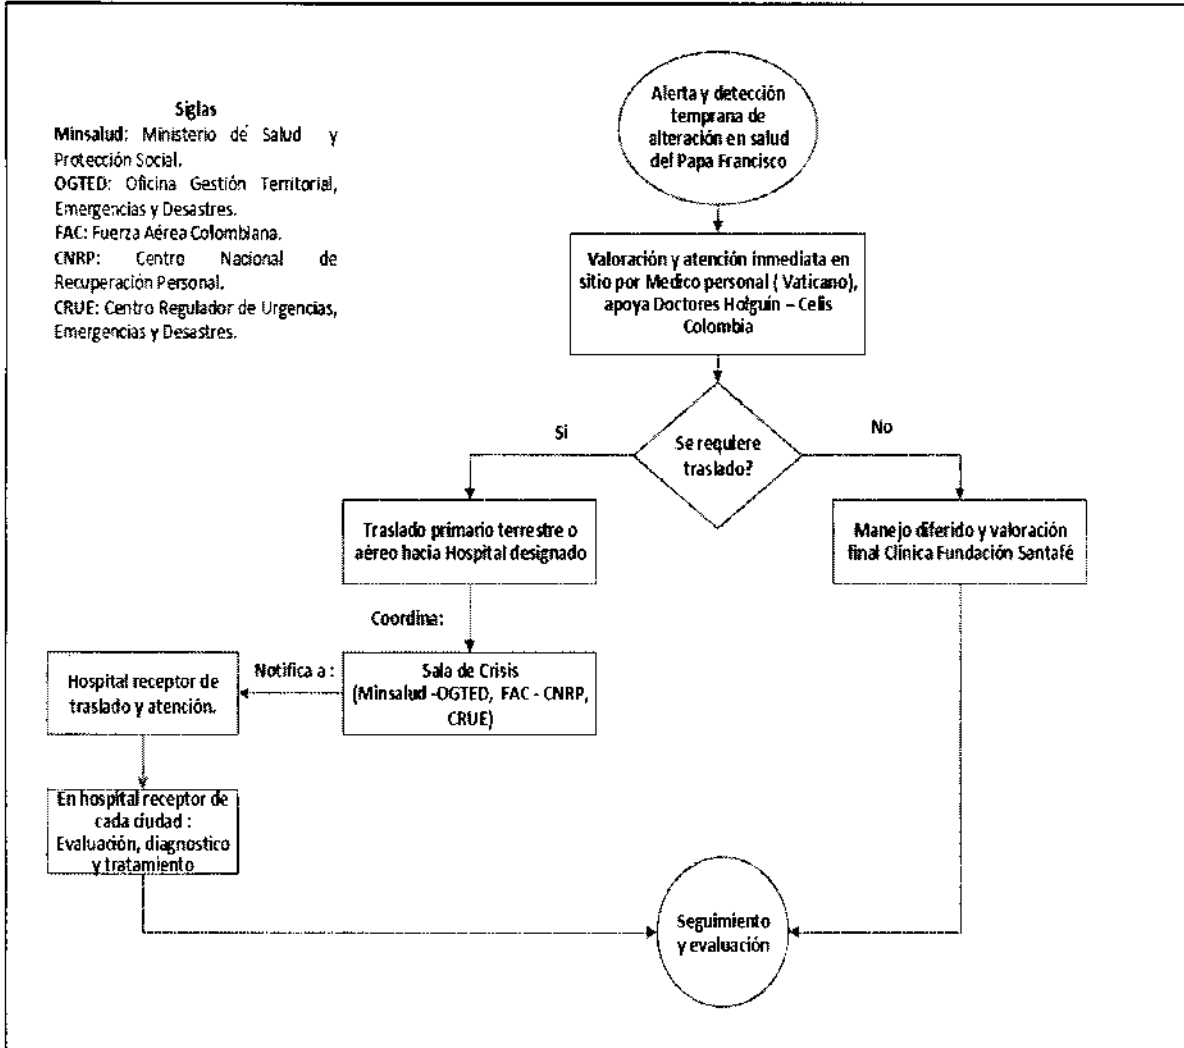 Siglas
Minsalud: Ministerio de Salud y
Protección Social.
OGTED: Oficina Gestión Territorial,
Emergencias y Desastres.
FAC: Fuerza Aérea Colombiana.
CNRP: Centro Nacional de
Recuperación Personal.
CRUE: Centro Regulador de Urgencias,
Emergencias y Desastres.
Alerta y detección
temprana de
alteración en salud
del Papa Francisco
Valoración y atención inmediata en
sitio por Medico personal ( Vaticano),
apoya Doctores Holguín – Celis
Colombia
Se requiere
traslado?
Si
No
Traslado primario terrestre o
aéreo hacia Hospital designado
Manejo diferido y valoración
final Clínica Fundación Santafé
Coordina:
Sala de Crisis
(Minsalud -OGTED, FAC - CNRP,
CRUE)
Notifica a :
Hospital receptor de
traslado y atención.
En hospital receptor de
cada ciudad :
Evaluación, diagnostico
y tratamiento
Seguimiento
y evaluación